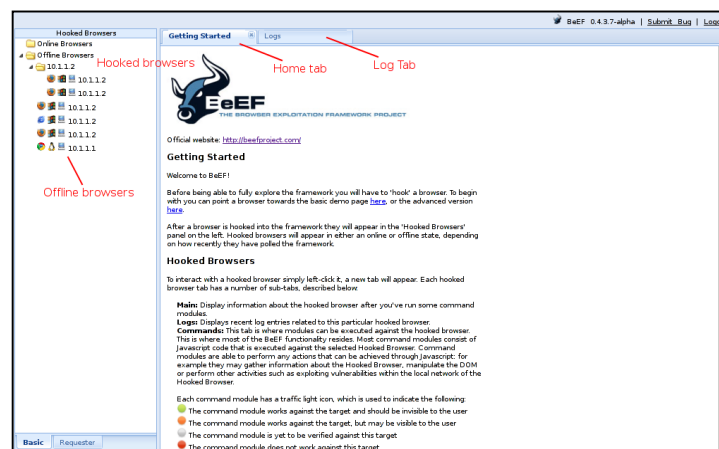 BeEF 0.4.3.7-alpha | Submit Bug |
Hooked Browsers
Getting Started
Logs
Online Browsers
Offline Browsers
10.1.1.2
Hooked browsers
Home tab
Log Tab
10.1.1.2
10.1.1.2
10.1.1.2
10.1.1.2
10.1.1.2
10.1.1.1
Offline browsers
BeEF
THE BROWSER EXPLOITATION FRAMEWORK PROJECT
Official website: http://beefproject.com/
Getting Started
Welcome to BeEF!
Before being able to fully explore the framework you will have to 'hook' a browser. To begin
with you can point a browser towards the basic demo page here, or the advanced version
here.
After a browser is hooked into the framework they will appear in the 'Hooked Browsers'
panel on the left. Hooked browsers will appear in either an online or offline state, depending
on how recently they have polled the framework.
Hooked Browsers
To interact with a hooked browser simply left-click it, a new tab will appear. Each hooked
browser tab has a number of sub-tabs, described below:
Main: Display information about the hooked browser after you've run some command
modules.
Logs: Displays recent log entries related to this particular hooked browser.
Commands: This tab is where modules can be executed against the hooked browser.
This is where most of the BeEF functionality resides. Most command modules consist of
Javascript code that is executed against the selected Hooked Browser. Command
modules are able to perform any actions that can be achieved through Javascript: for
example they may gather information about the Hooked Browser, manipulate the DOM
or perform other activities such as exploiting vulnerabilities within the local network of the
Hooked Browser.
Each command module has a traffic light icon, which is used to indicate the following:
The command module works against the target and should be invisible to the user
The command module works against the target, but may be visible to the user
The command module is yet to be verified against this target
The command module does not work against this target
Basic
Requester